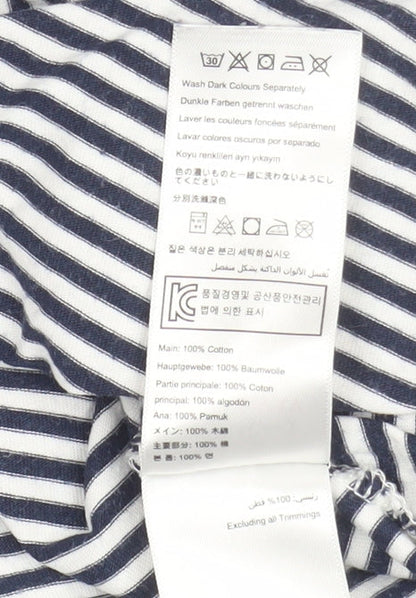 30
Wash Dark Colours Separately
Dunkle Farben getrennt waschen
Laver les couleurs foncées séparément
Lavar colores oscuros por separado
Koyu renklilen ayrı yıkayın
色の濃いものと一緒に洗わないようにし
てください
分別洗滌深色
짙은 색상은 분리 세탁하십시오
تغسل الألوان الداكنة بشكل منفصل
품질경영및 공산품안전관리
법에 의한 표시
Main: 100% Cotton
Hauptgewebe: 100% Baumwolle
Partie principale: 100% Coton
principal: 100% algodón
Ana: 100% Pamuk
メイン: 100% 木綿
主要部分: 100% 棉
본 품: 100% 면
رئيسي: 100% قطن
Excluding all Trimmings